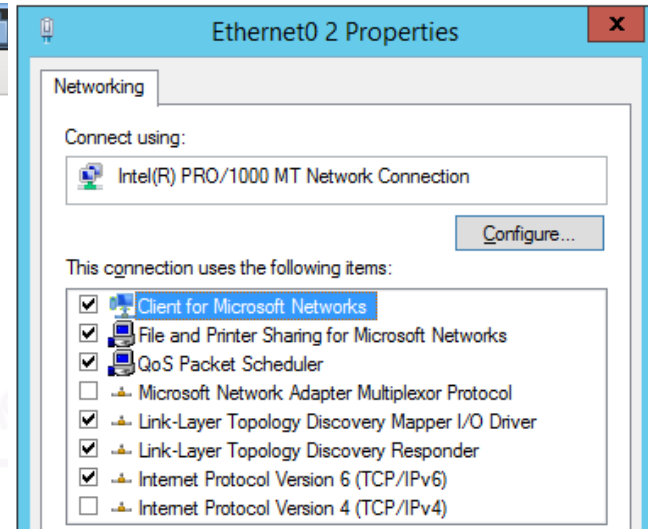 Ethernet0 2 Properties
x
Networking
Connect using:
Intel(R) PRO/1000 MT Network Connection
Configure...
This connection uses the following items:
Client for Microsoft Networks
File and Printer Sharing for Microsoft Networks
QoS Packet Scheduler
Microsoft Network Adapter Multiplexor Protocol
Link-Layer Topology Discovery Mapper I/O Driver
Link-Layer Topology Discovery Responder
Internet Protocol Version 6 (TCP/IPv6)
Internet Protocol Version 4 (TCP/IPv4)